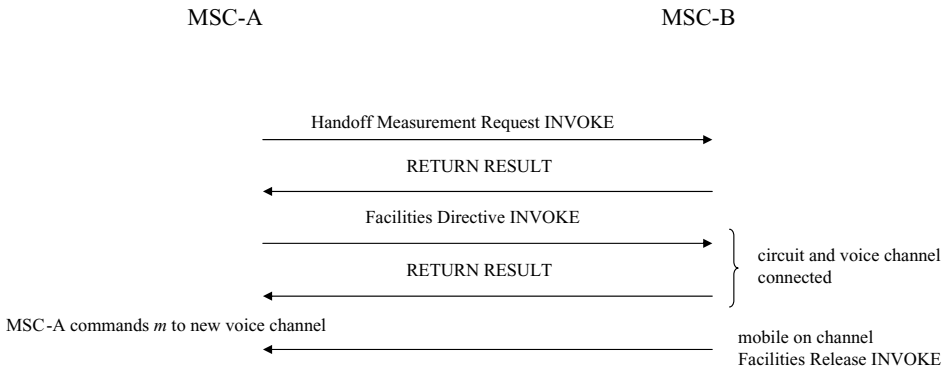 MSC-A
MSC-B
Handoff Measurement Request INVOKE
RETURN RESULT
Facilities Directive INVOKE
RETURN RESULT
circuit and voice channel
connected
MSC-A commands m to new voice channel
mobile on channel
Facilities Release INVOKE